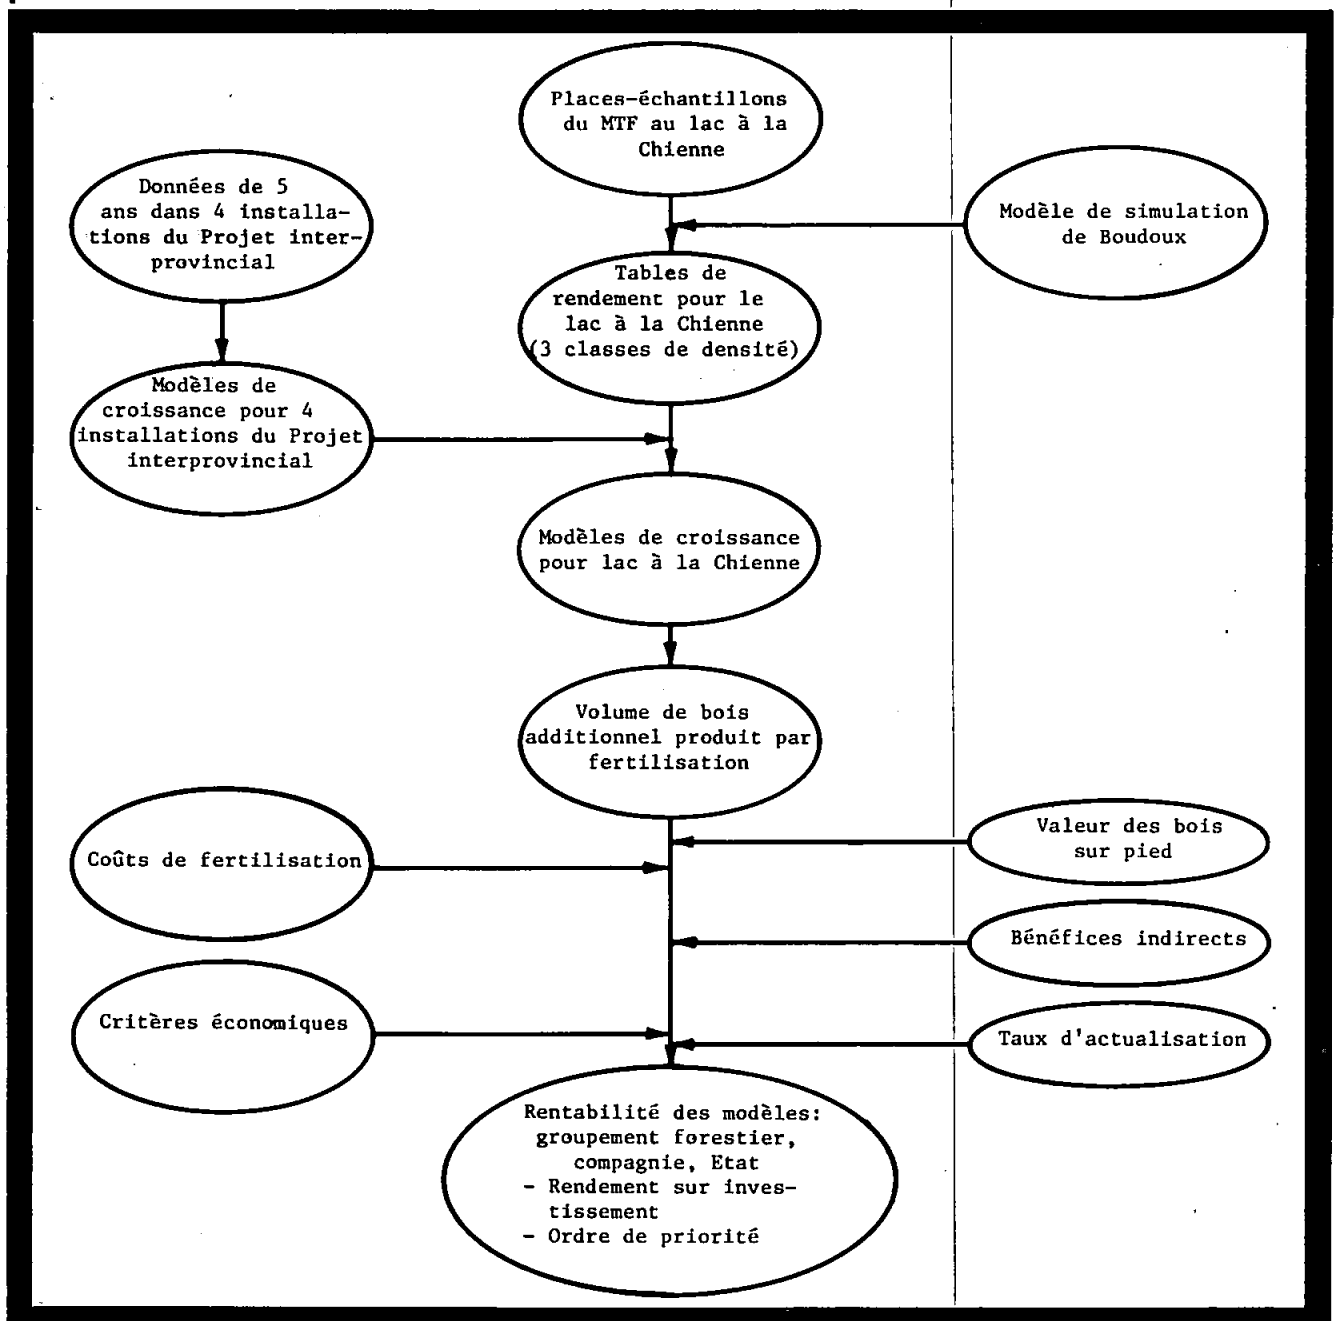 Places-échantillons
du MTF au lac à la
Chienne
Données de 5
ans dans 4 installa-
tions du Projet inter-
provincial
Modèle de simulation
de Boudoux
Tables de
rendement pour le
lac à la Chienne
(3 classes de densité)
Modèles de
croissance pour 4
installations du Projet
interprovincial
Modèles de croissance
pour lac à la Chienne
Volume de bois
additionnel produit par
fertilisation
Valeur des bois
sur pied
Coûts de fertilisation
Bénéfices indirects
Critères économiques
Taux d'actualisation
Rentabilité des modèles:
groupement forestier,
compagnie, Etat
- Rendement sur inves-
tissement
- Ordre de priorité